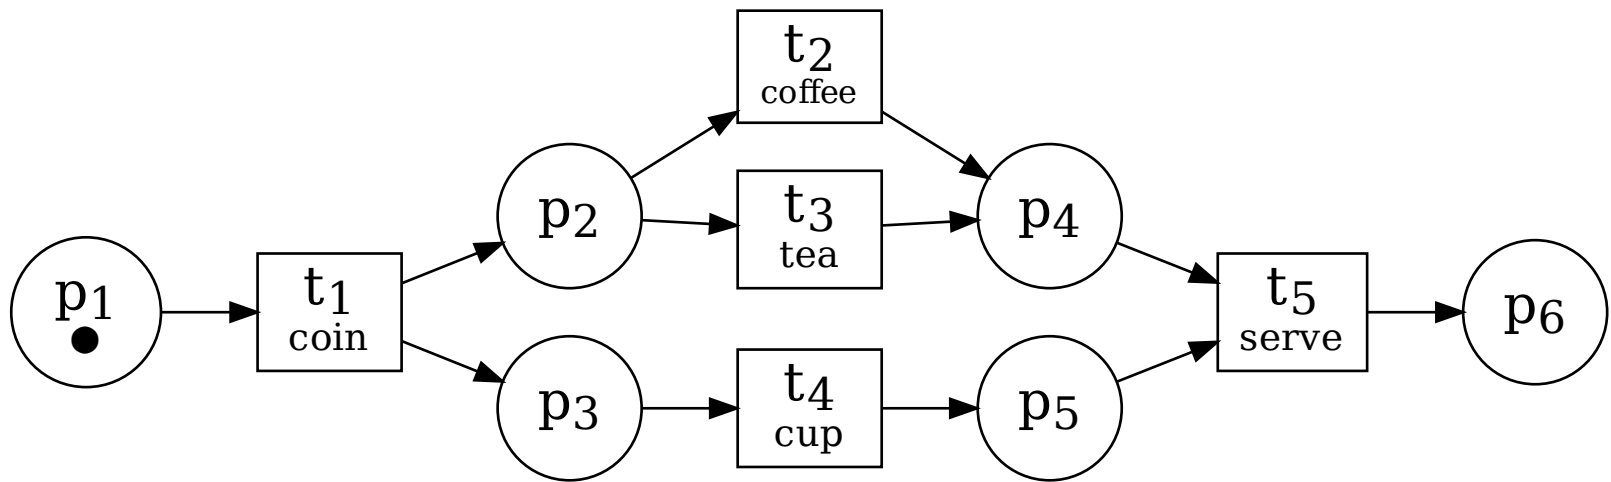 p1
t1
coin
p2
p3
t2
coffee
t3
tea
t4
cup
p4
p5
t5
serve
p6